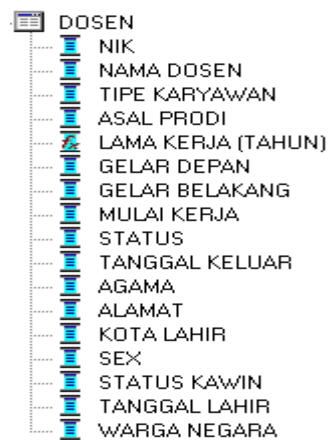 DOSEN
NIK
NAMA DOSEN
TIPE KARYAWAN
ASAL PRODI
LAMA KERJA (TAHUN)
GELAR DEPAN
GELAR BELAKANG
MULAI KERJA
STATUS
TANGGAL KELUAR
AGAMA
ALAMAT
KOTA LAHIR
SEX
STATUS KAWIN
TANGGAL LAHIR
WARGA NEGARA